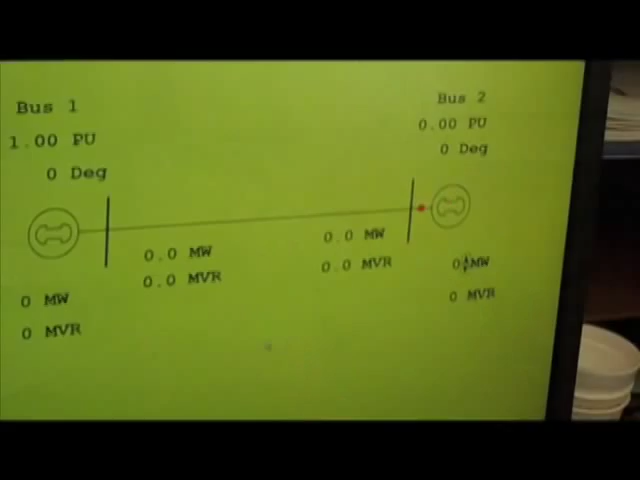 Bus 1
1.00 PU
0 Deg
Bus 2
0.00 PU
0 Deg
0.0 MW
0.0 MVR
0.0 MW
0.0 MVR
0 MW
0 MVR
0 MW
0 MVR